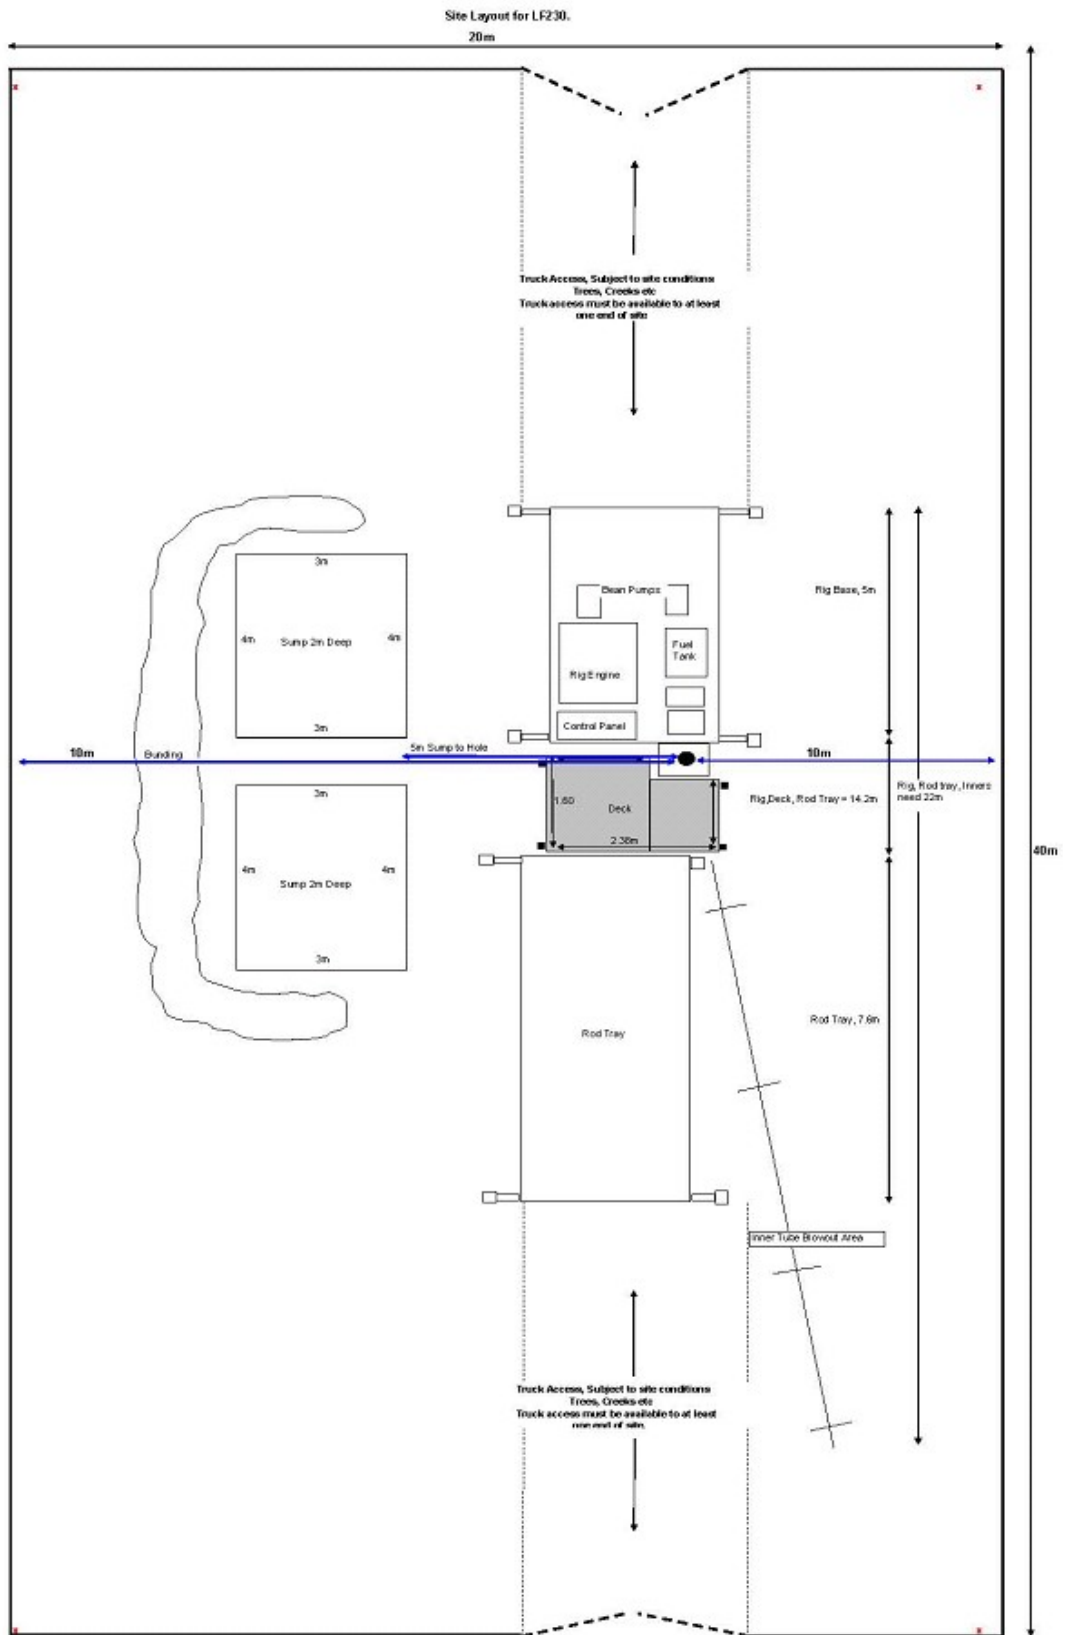 Site Layout for LF230.
20m
Truck Access, Subject to site conditions
Trees, Creeks etc
Truck access must be available to at least
one end of site
3m
Bean Pumps
Rig Base, 5m
4m
Sump 2m Deep
4m
Fuel
Tank
Rig Engine
Control Panel
3m
10m
Bunding
5m Sump to Hole
10m
Rig, Rod tray, Inners
need 22m
3m
1.60
Deck
Rig,Deck, Rod Tray = 14.2m
2.38m
40m
4m
Sump 2m Deep
4m
3m
Rod Tray
Rod Tray, 7.6m
Inner Tube Blowout Area
Truck Access, Subject to site conditions
Trees, Creeks etc
Truck access must be available to at least
one end of site.